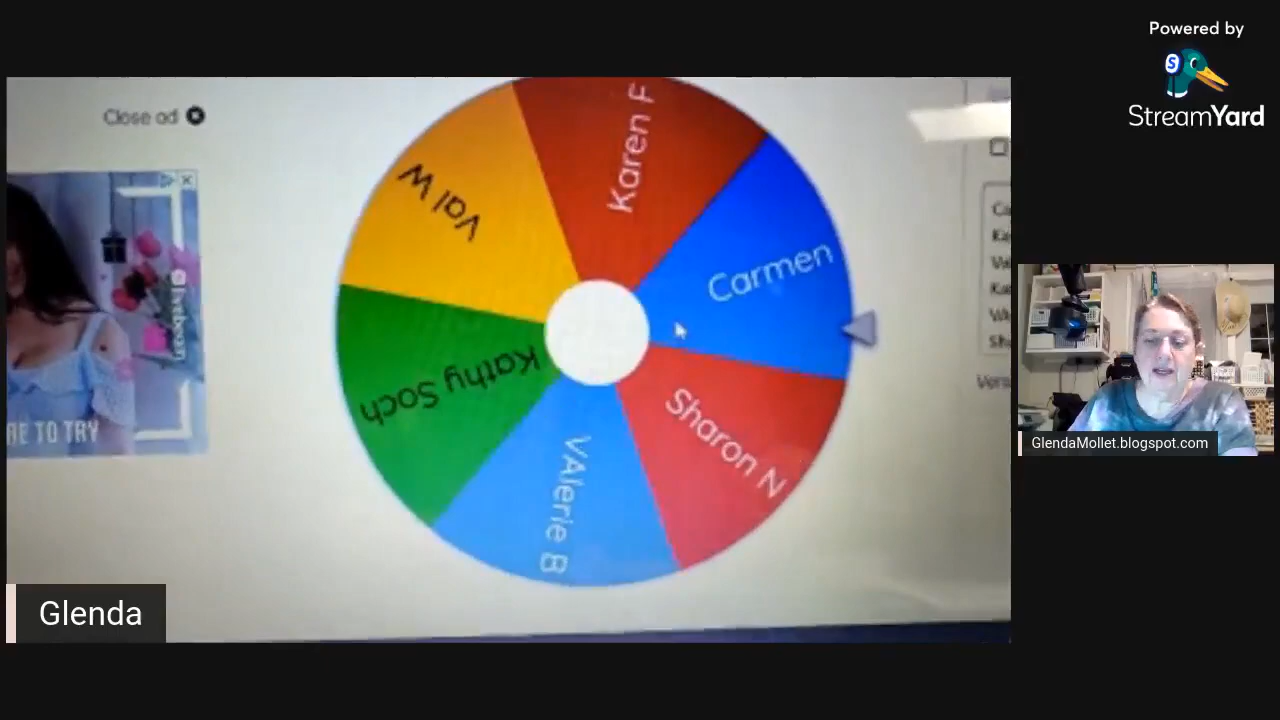 Powered by
StreamYard
Close ad
Karen F
Val W
Carmen
Kathy Soch
Sharon N
VAlerie B
RE TO TRY
GlendaMollet.blogspot.com
Glenda